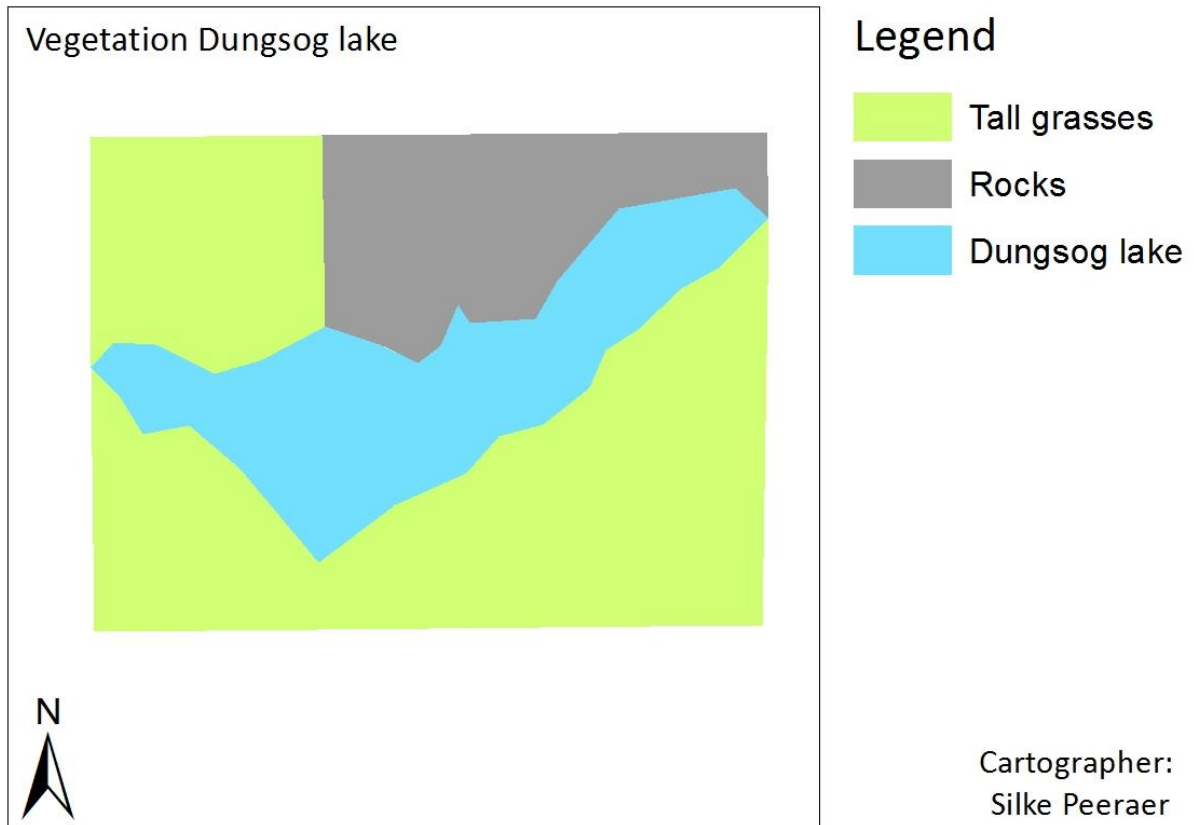 Vegetation Dungsog lake
Legend
Tall grasses
Rocks
Dungsog lake
N
Cartographer:
Silke Peeraer